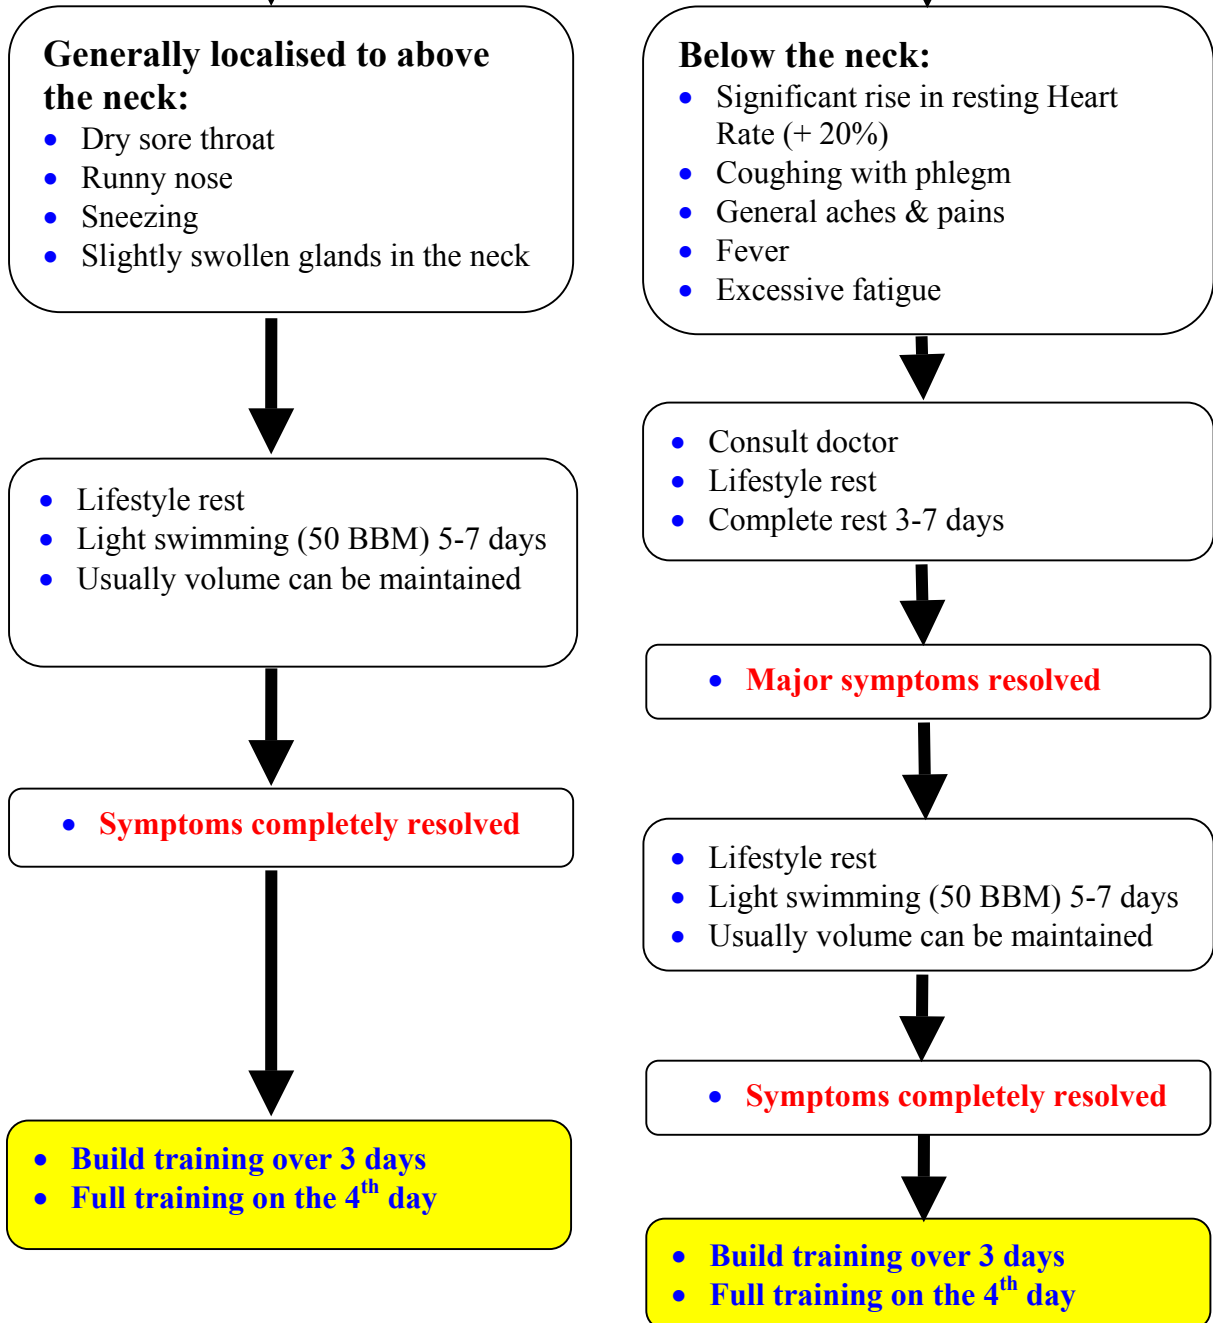 Generally localised to above
the neck:
• Dry sore throat
• Runny nose
• Sneezing
• Slightly swollen glands in the neck
• Lifestyle rest
• Light swimming (50 BBM) 5-7 days
• Usually volume can be maintained
• Symptoms completely resolved
• Build training over 3 days
• Full training on the 4th day
Below the neck:
• Significant rise in resting Heart
Rate (+ 20%)
• Coughing with phlegm
• General aches & pains
• Fever
• Excessive fatigue
• Consult doctor
• Lifestyle rest
• Complete rest 3-7 days
• Major symptoms resolved
• Lifestyle rest
• Light swimming (50 BBM) 5-7 days
• Usually volume can be maintained
• Symptoms completely resolved
• Build training over 3 days
• Full training on the 4th day